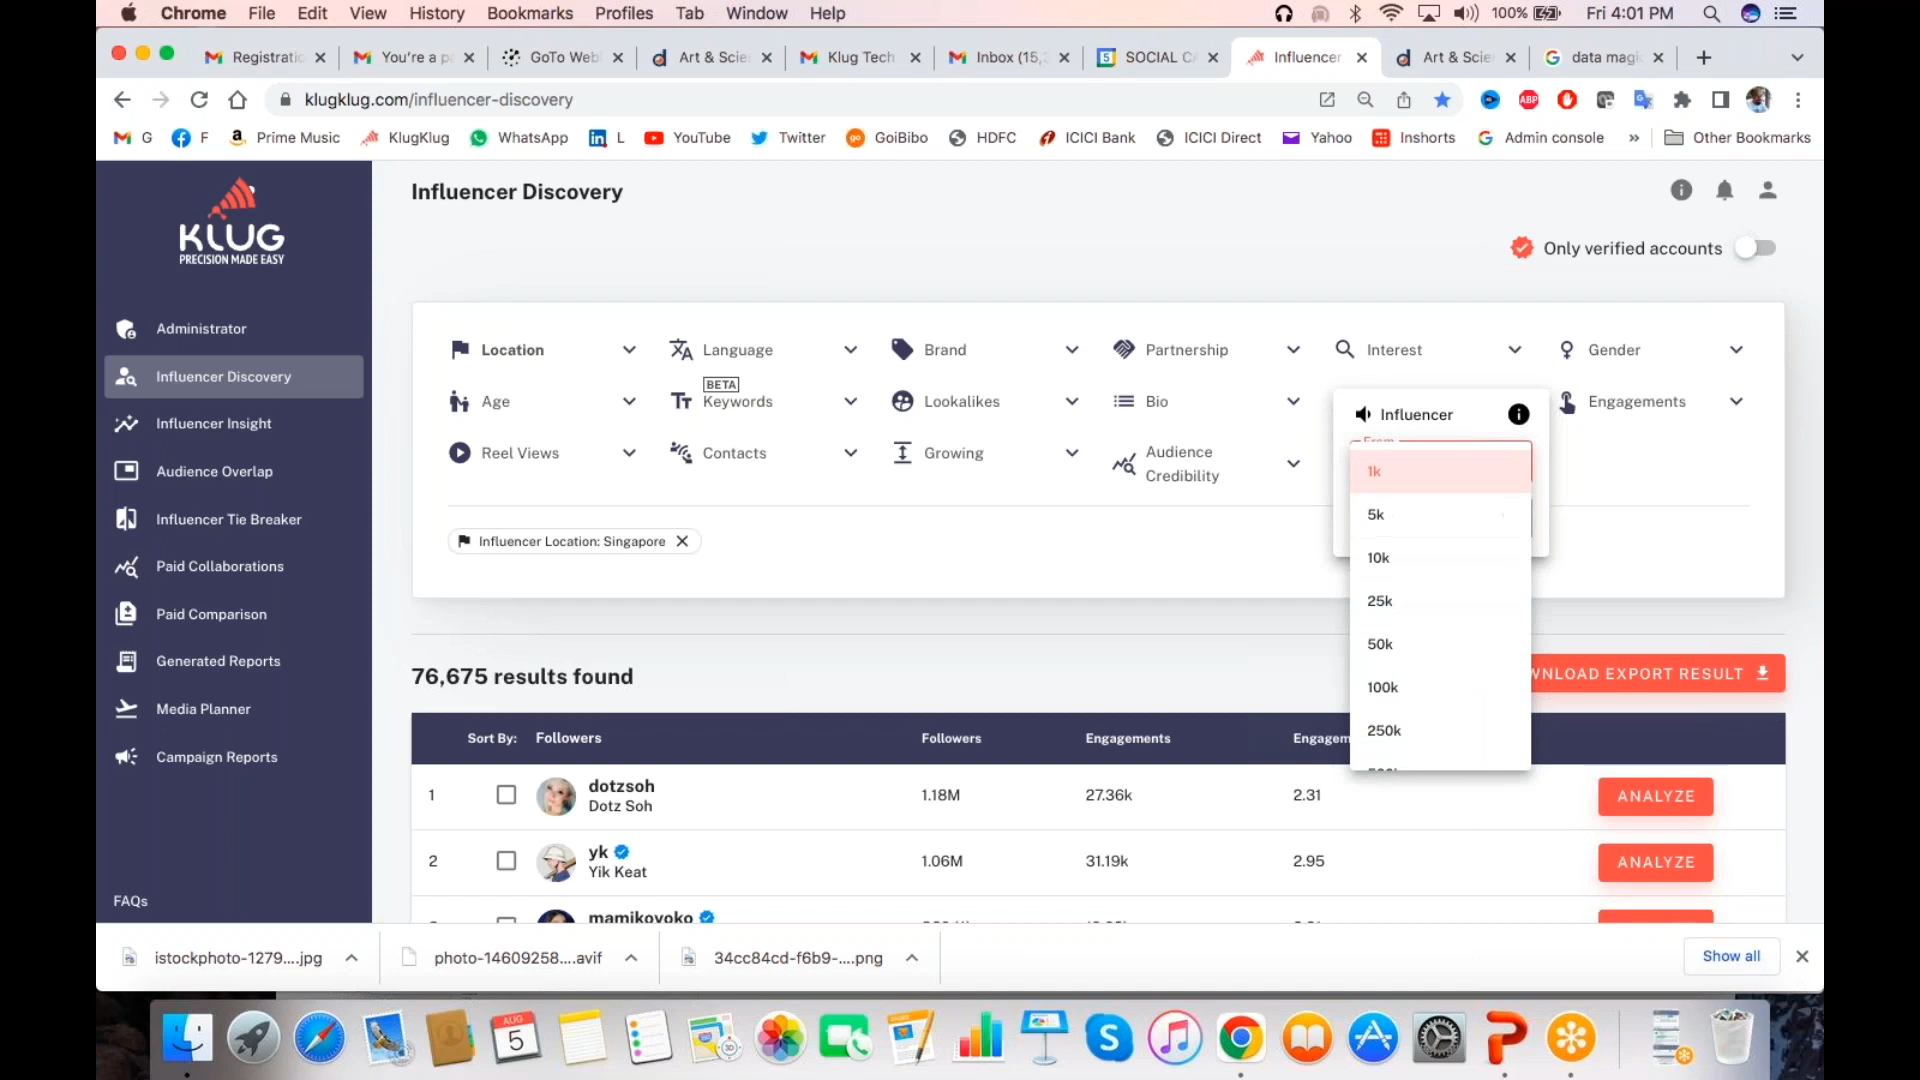 Chrome File Edit View History Bookmarks Profiles Tab Window Help 100% Fri 4:01 PM
Registratio You're a pa GoTo Web Art & Scie Klug Tech Inbox (15, SOCIAL CA Influencer Art & Scie data magi
klugklug.com/influencer-discovery ABP
G F Prime Music KlugKlug WhatsApp L YouTube Twitter GoiBibo HDFC ICICI Bank ICICI Direct Yahoo Inshorts Admin console » Other Bookmarks
KLUG
PRECISION MADE EASY
Administrator
Influencer Discovery
Influencer Insight
Audience Overlap
Influencer Tie Breaker
Paid Collaborations
Paid Comparison
Generated Reports
Media Planner
Campaign Reports
FAQs
Influencer Discovery
Only verified accounts
Location Language Brand Partnership Interest Gender
BETA
Age Keywords Lookalikes Bio Engagements
Reel Views Contacts Growing Audience Credibility
Influencer
From
1k
5k
10k
25k
50k
100k
250k
Influencer Location: Singapore
76,675 results found
WNLOAD EXPORT RESULT
Sort By: Followers Followers Engagements Engagem
1 dotzsoh 1.18M 27.36k 2.31 ANALYZE
Dotz Soh
2 yk 1.06M 31.19k 2.95 ANALYZE
Yik Keat
mamikoyoko
istockphoto-1279....jpg photo-14609258....avif 34cc84cd-f6b9-....png Show all
AUG
5